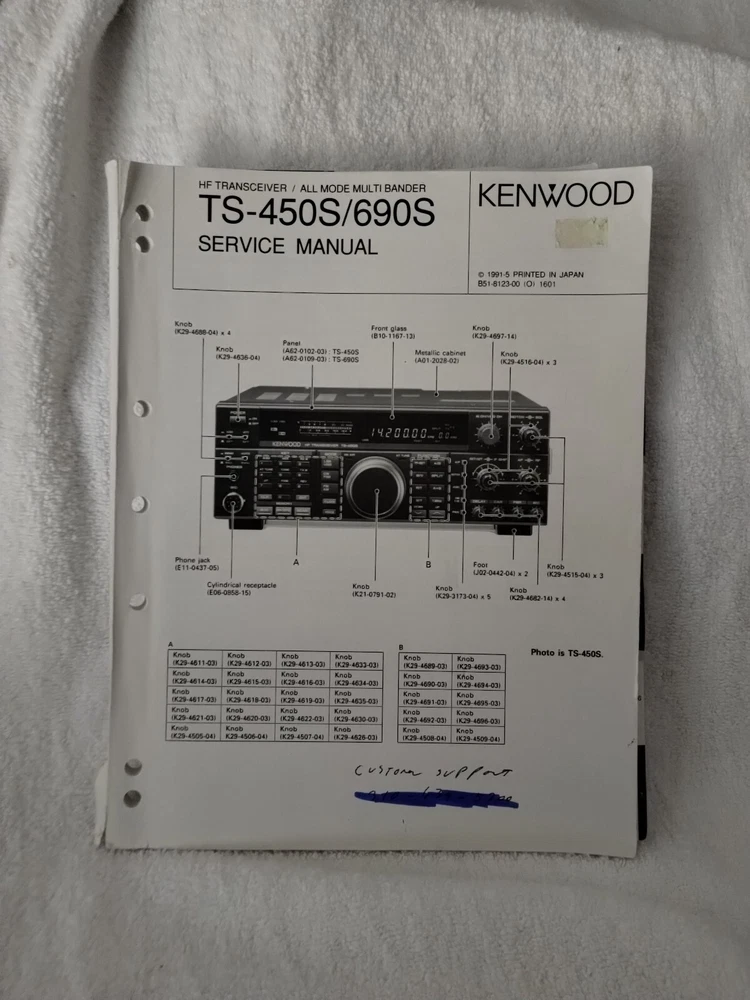 HF TRANSCEIVER / ALL MODE MULTI BANDER
TS-450S/690S
SERVICE MANUAL
KENWOOD
© 1991-5 PRINTED IN JAPAN
B51-8123-00 (O) 1601
Knob
(K29-4688-04) x 4
Knob
(K29-4636-04)
Panel
(A62-0102-03) : TS-450S
(A62-0109-03) : TS-690S
Front glass
(B10-1167-13)
Metallic cabinet
(A01-2028-02)
Knob
(K29-4697-14)
Knob
(K29-4516-04) x 3
KENWOOD
14.200.00
Phone jack
(E11-0437-05)
Cylindrical receptacle
(E06-0858-15)
A
Knob
(K21-0791-02)
B
Knob
(K29-3173-04) x 5
Foot
(J02-0442-04) x 2
Knob
(K29-4682-14) x 4
Knob
(K29-4515-04) x 3
A
Knob Knob Knob Knob
(K29-4611-03) (K29-4612-03) (K29-4613-03) (K29-4633-03)
Knob Knob Knob Knob
(K29-4614-03) (K29-4615-03) (K29-4616-03) (K29-4634-03)
Knob Knob Knob Knob
(K29-4617-03) (K29-4618-03) (K29-4619-03) (K29-4635-03)
Knob Knob Knob Knob
(K29-4621-03) (K29-4620-03) (K29-4622-03) (K29-4630-03)
Knob Knob Knob Knob
(K29-4505-04) (K29-4506-04) (K29-4507-04) (K29-4626-03)
B
Knob Knob
(K29-4689-03) (K29-4693-03)
Knob Knob
(K29-4690-03) (K29-4694-03)
Knob Knob
(K29-4691-03) (K29-4695-03)
Knob Knob
(K29-4692-03) (K29-4696-03)
Knob Knob
(K29-4508-04) (K29-4509-04)
Photo is TS-450S.
CUSTOMER SUPPORT